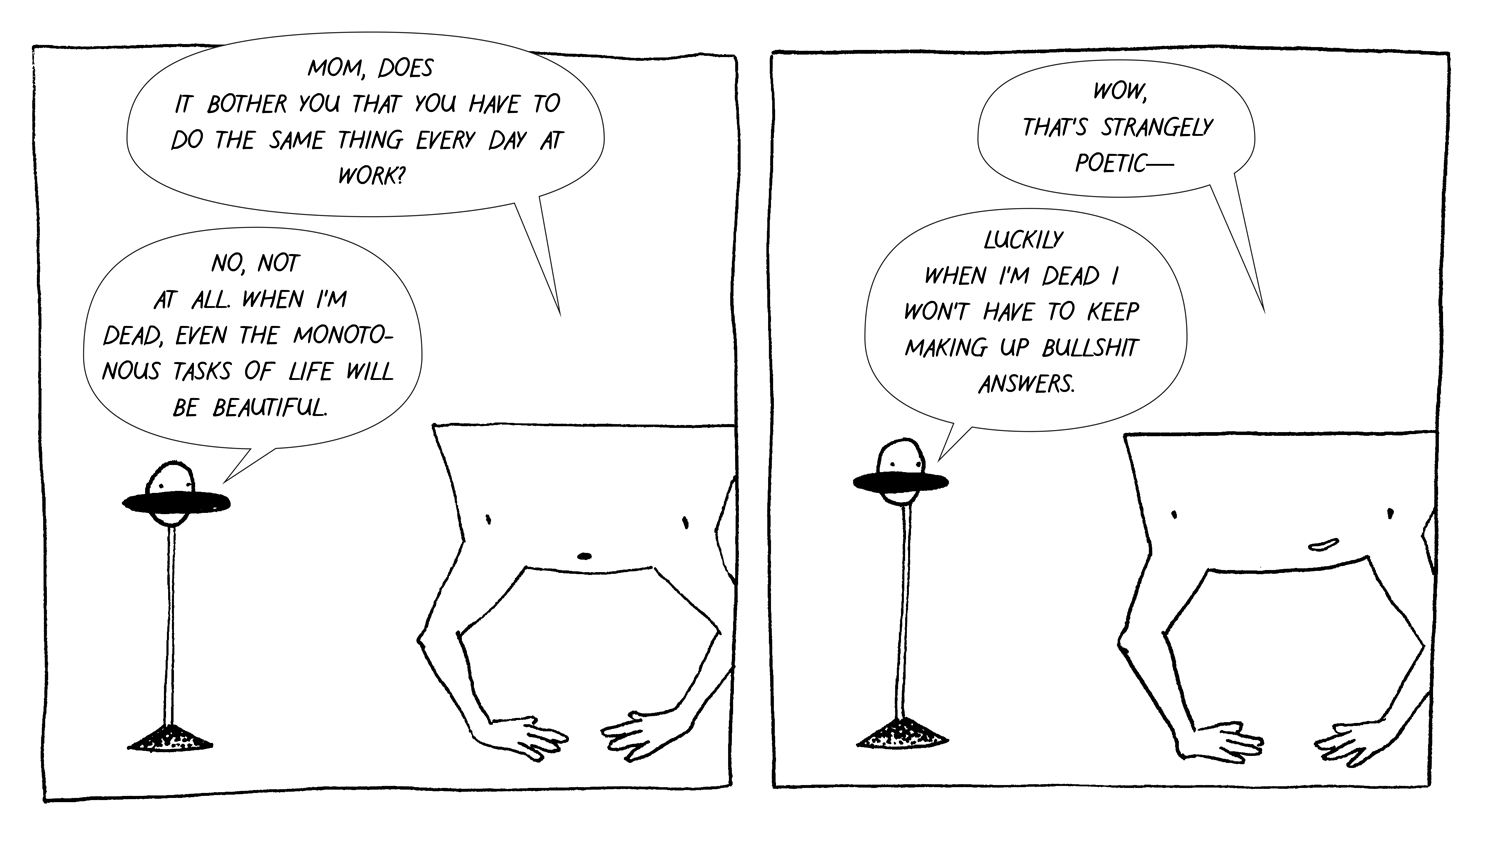 MOM, DOES
IT BOTHER YOU THAT YOU HAVE TO
DO THE SAME THING EVERY DAY AT
WORK?
NO, NOT
AT ALL. WHEN I'M
DEAD, EVEN THE MONOTO-
NOUS TASKS OF LIFE WILL
BE BEAUTIFUL.
WOW,
THAT'S STRANGELY
POETIC—
LUCKILY
WHEN I'M DEAD I
WON'T HAVE TO KEEP
MAKING UP BULLSHIT
ANSWERS.